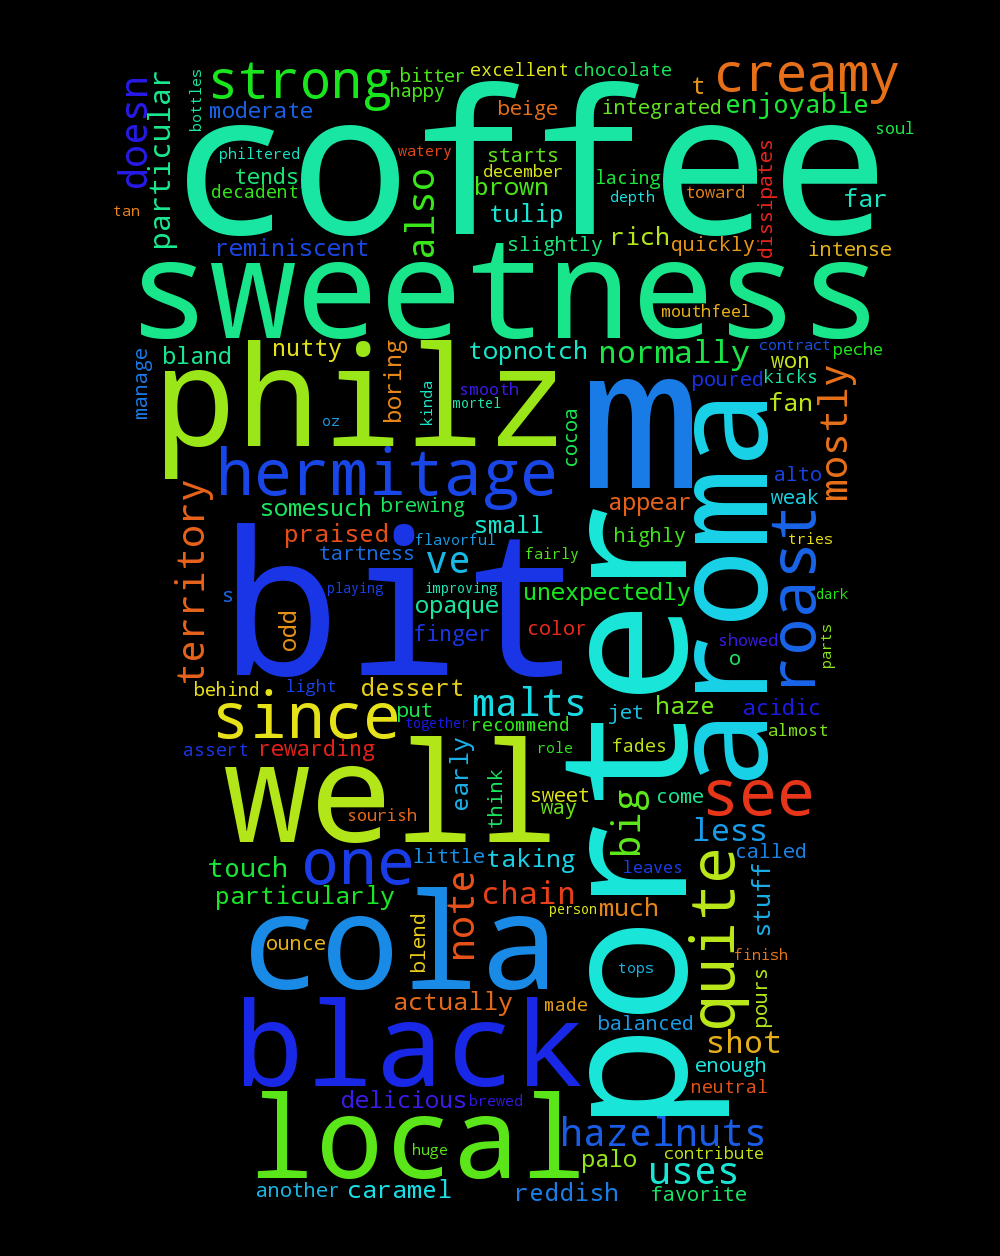 strong
bitter
happy
excellent
chocolate
t
creamy
doesn
particular
bottles
moderate
beige
integrated
enjoyable
soul
coffee
philtered
tends
decadent
watery
also
starts
december
brown
tulip
lacing
depth
toward
dissipates
far
tan
reminiscent
slightly
rich
quickly
intense
sweetness
mouthfeel
manage
bland
nutty
boring
kinda
topnotch
normally
contract
won
peche
philz
oz
smooth
mortel
cocoa
m
poured
kicks
fan
mostly
aroma
hermitage
alto
weak
territory
somesuch
brewing
appear
praised
small
flavorful
highly
roast
tries
tartness
ve
fairly
s
playing
improving
unexpectedly
dark
bit
opaque
odd
finger
color
porter
showed
o
parts
behind
light
dessert
malts
jet
haze
acidic
since
put
together
recommend
fades
almost
assert
rewarding
early
role
well
think
sweet
way
sourish
big
come
see
one
little
taking
less
called
touch
leaves
particularly
note
chain
person
much
quite
stuff
cola
ounce
blend
tops
finish
pours
actually
made
balanced
shot
black
enough
neutral
delicious
brewed
local
huge
hazelnuts
palo
contribute
uses
another
caramel
reddish
favorite